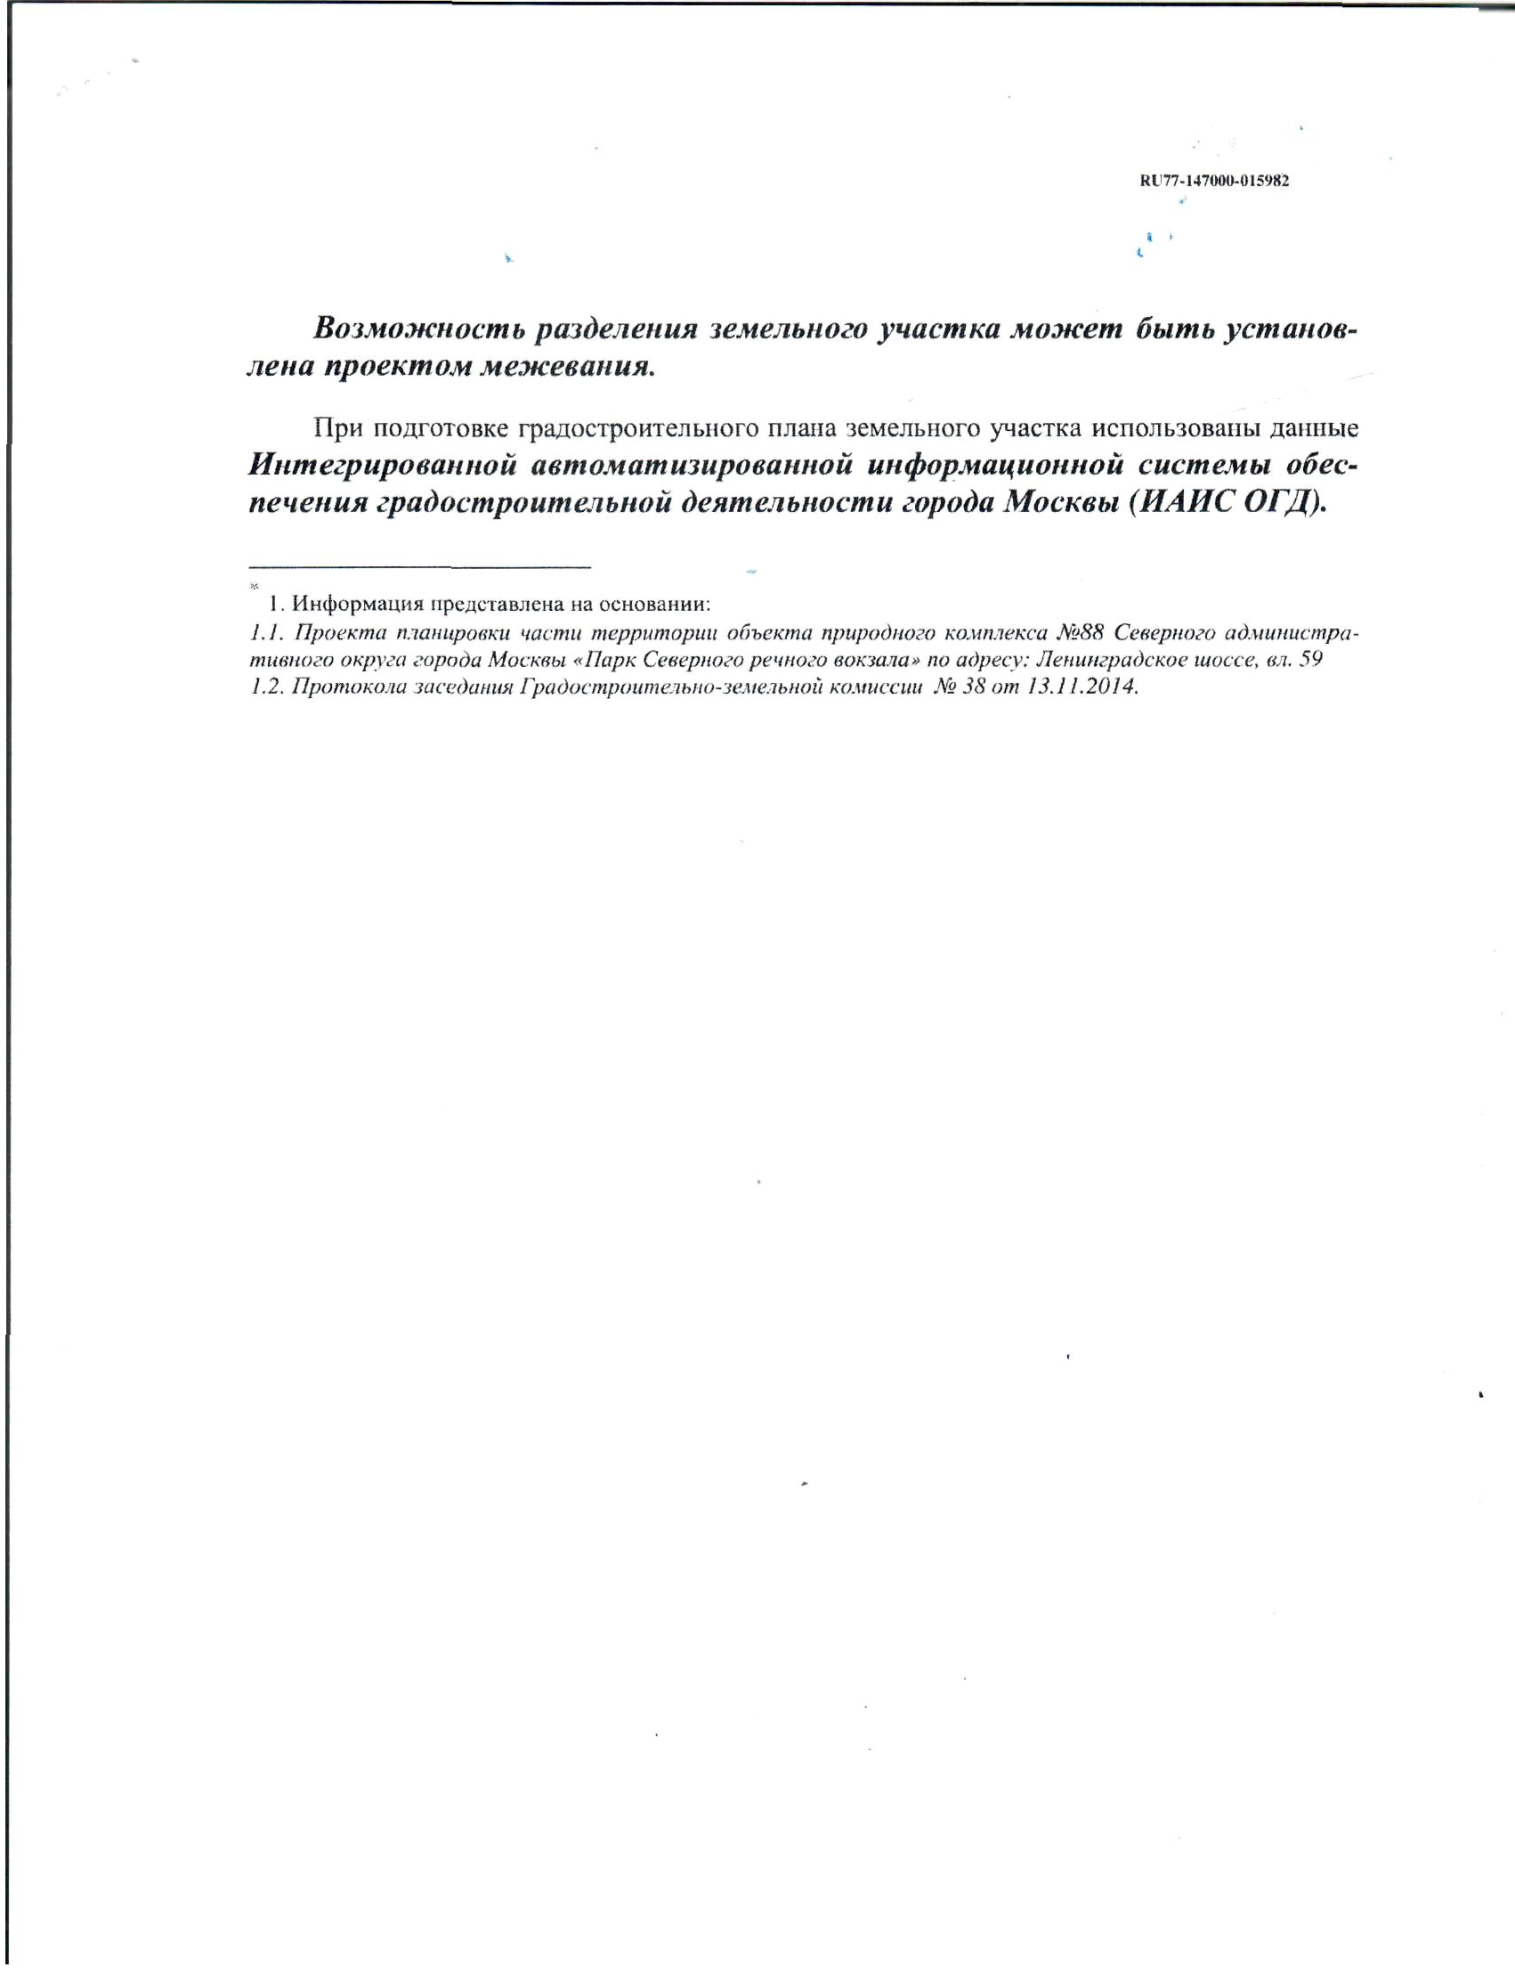 RU77-147000-015982
Возможность разделения земельного участка может быть установ-
лена проектом межевания.
При подготовке градостроительного плана земельного участка использованы данные
Интегрированной автоматизированной информационной системы обес-
печения градостроительной деятельности города Москвы (ИАИС ОГД).
* 1. Информация представлена на основании:
1.1. Проекта планировки части территории объекта природного комплекса №88 Северного администра-
тивного округа города Москвы «Парк Северного речного вокзала» по адресу: Ленинградское шоссе, вл. 59
1.2. Протокола заседания Градостроительно-земельной комиссии № 38 от 13.11.2014.